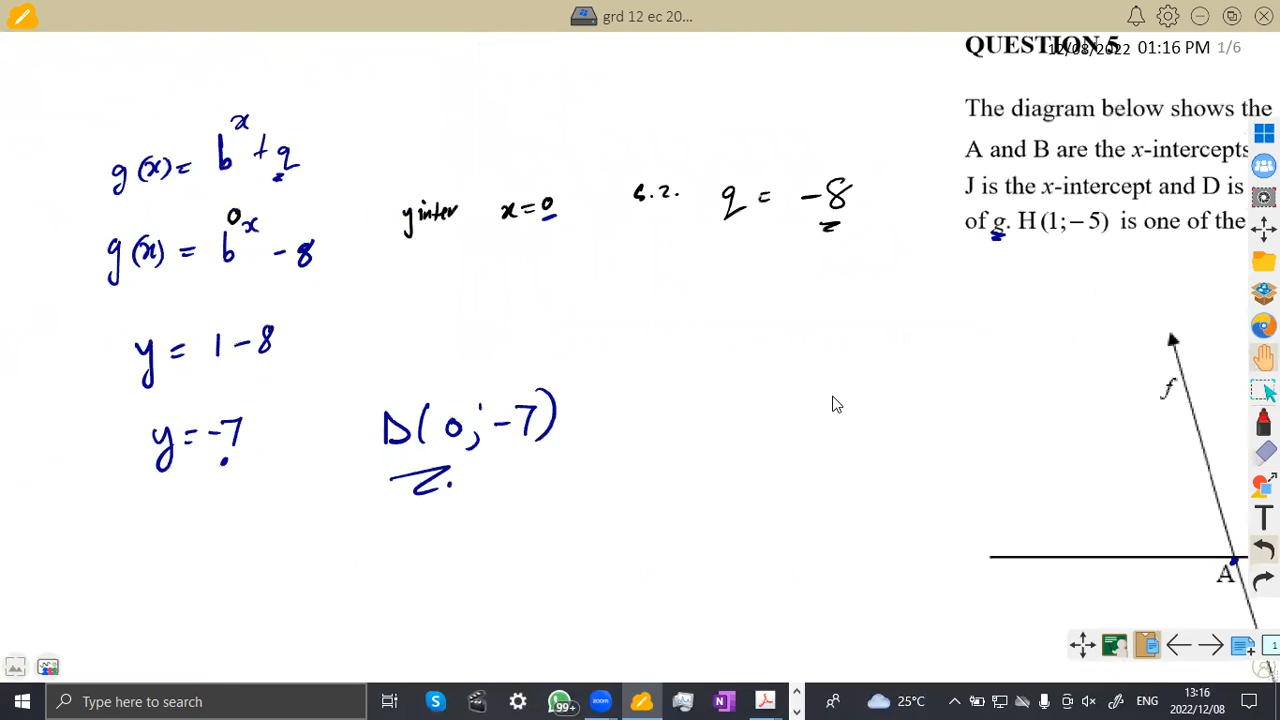 grd 12 ec 20...
QUESTION 5
12/08/2022 01:16 PM 1/6
The diagram below shows the
A and B are the x-intercepts
J is the x-intercept and D is
of g. H (1; – 5) is one of the
g(x) = b^x + q
y inter x = 0
5.2. q = -8
g(x) = b^0 x - 8
y = 1 - 8
y = -7
D(0; -7)
f
A
1
Type here to search
99+
25°C
ENG
13:16
2022/12/08